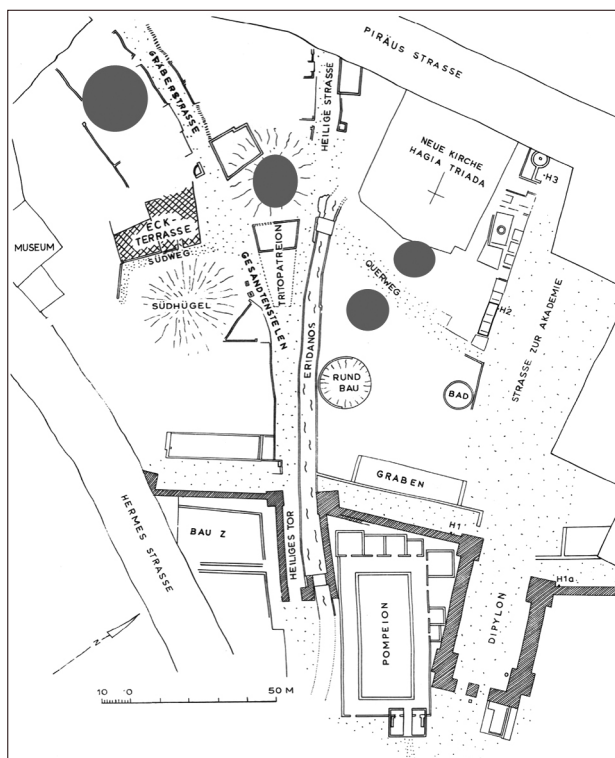 PIRÄUS STRASSE
GRÄBERSTRASSE
HEILIGE STRASSE
NEUE KIRCHE
HAGIA TRIADA
H3
ECK-
TERRASSE
MUSEUM
SÜDWEG
SÜDHÜGEL
GESANDTENSTELEN
TRITOPATREION
QUERWEG
H2
STRASSE ZUR AKADEMIE
ERIDANOS
RUND
BAU
BAD
GRABEN
HERMES STRASSE
BAU Z
HEILIGES TOR
H1
H1a
POMPEION
DIPYLON
N
10
0
50 M